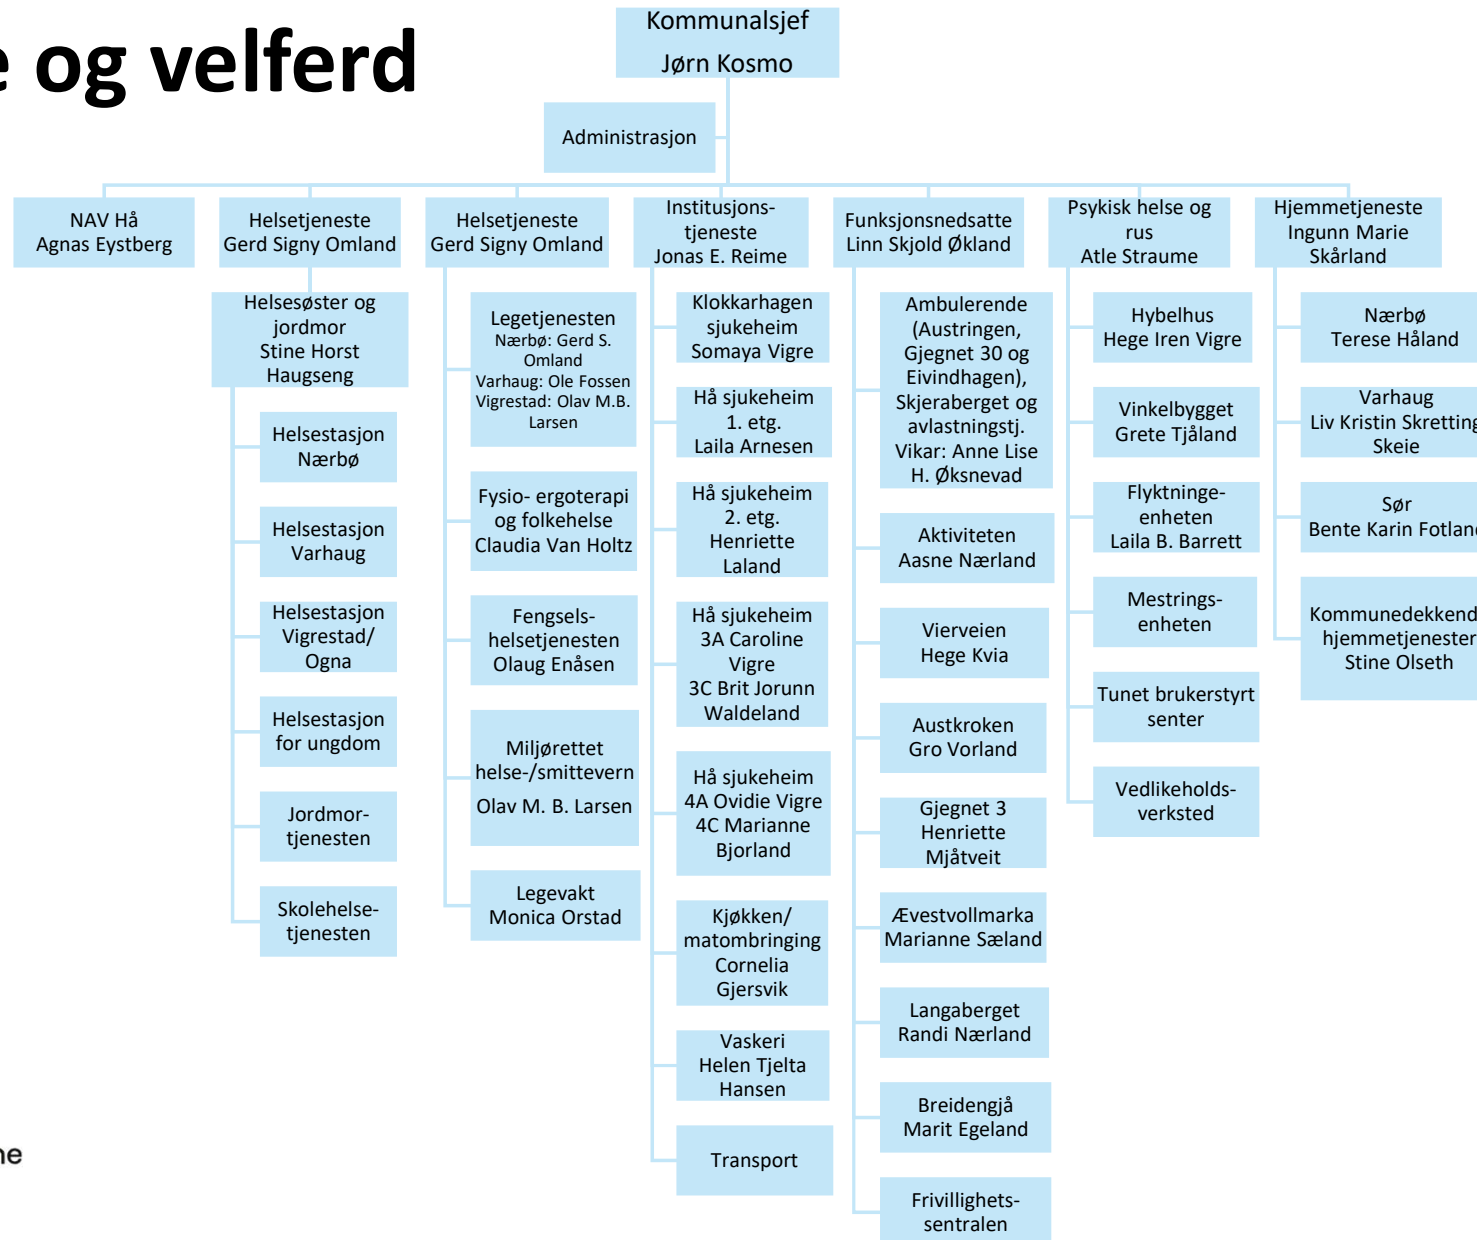 e og velferd
Kommunalsjef
Jørn Kosmo
Administrasjon
NAV Hå
Agnas Eystberg
Helsetjeneste
Gerd Signy Omland
Helsesøster og
jordmor
Stine Horst
Haugseng
Helsestasjon
Nærbø
Helsestasjon
Varhaug
Helsestasjon
Vigrestad/
Ogna
Helsestasjon
for ungdom
Jordmor-
tjenesten
Skolehelse-
tjenesten
Helsetjeneste
Gerd Signy Omland
Legetjenesten
Nærbø: Gerd S.
Omland
Varhaug: Ole Fossen
Vigrestad: Olav M.B.
Larsen
Fysio- ergoterapi
og folkehelse
Claudia Van Holtz
Fengsels-
helsetjenesten
Olaug Enåsen
Miljørettet
helse-/smittevern
Olav M. B. Larsen
Legevakt
Monica Orstad
Institusjons-
tjeneste
Jonas E. Reime
Klokkarhagen
sjukeheim
Somaya Vigre
Hå sjukeheim
1. etg.
Laila Arnesen
Hå sjukeheim
2. etg.
Henriette
Laland
Hå sjukeheim
3A Caroline
Vigre
3C Brit Jorunn
Waldeland
Hå sjukeheim
4A Ovidie Vigre
4C Marianne
Bjorland
Kjøkken/
matombringing
Cornelia
Gjersvik
Vaskeri
Helen Tjelta
Hansen
Transport
Funksjonsnedsatte
Linn Skjold Økland
Ambulerende
(Austringen,
Gjegnet 30 og
Eivindhagen),
Skjeraberget og
avlastningstj.
Vikar: Anne Lise
H. Øksnevad
Aktiviteten
Aasne Nærland
Vierveien
Hege Kvia
Austkroken
Gro Vorland
Gjegnet 3
Henriette
Mjåtveit
Ævestvollmarka
Marianne Sæland
Langaberget
Randi Nærland
Breidengjå
Marit Egeland
Frivillighets-
sentralen
Psykisk helse og
rus
Atle Straume
Hybelhus
Hege Iren Vigre
Vinkelbygget
Grete Tjåland
Flyktninge-
enheten
Laila B. Barrett
Mestrings-
enheten
Tunet brukerstyrt
senter
Vedlikeholds-
verksted
Hjemmetjeneste
Ingunn Marie
Skårland
Nærbø
Terese Håland
Varhaug
Liv Kristin Skretting
Skeie
Sør
Bente Karin Fotland
Kommunedekkend
hjemmetjenester
Stine Olseth
ne